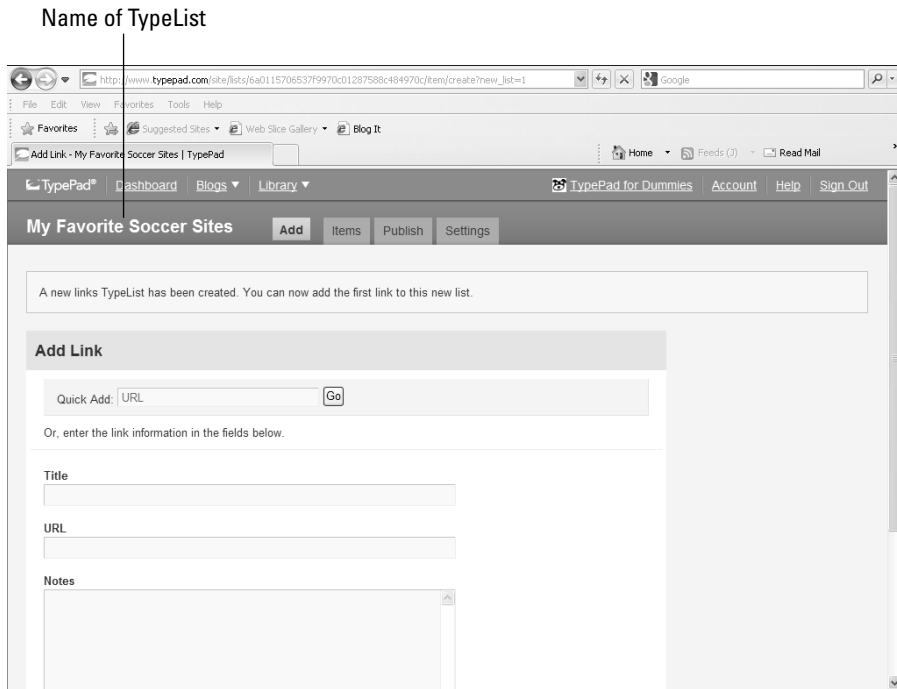 Name of TypeList
http://www.typepad.com/site/lists/6a0115706537f9970c01287588c484970c/item/create?new_list=1 Google
File Edit View Favorites Tools Help
Favorites Suggested Sites Web Slice Gallery Blog It
Add Link - My Favorite Soccer Sites | TypePad Home Feeds (J) Read Mail
TypePad® Dashboard Blogs Library TypePad for Dummies Account Help Sign Out
My Favorite Soccer Sites Add Items Publish Settings
A new links TypeList has been created. You can now add the first link to this new list.
Add Link
Quick Add: URL Go
Or, enter the link information in the fields below.
Title
URL
Notes